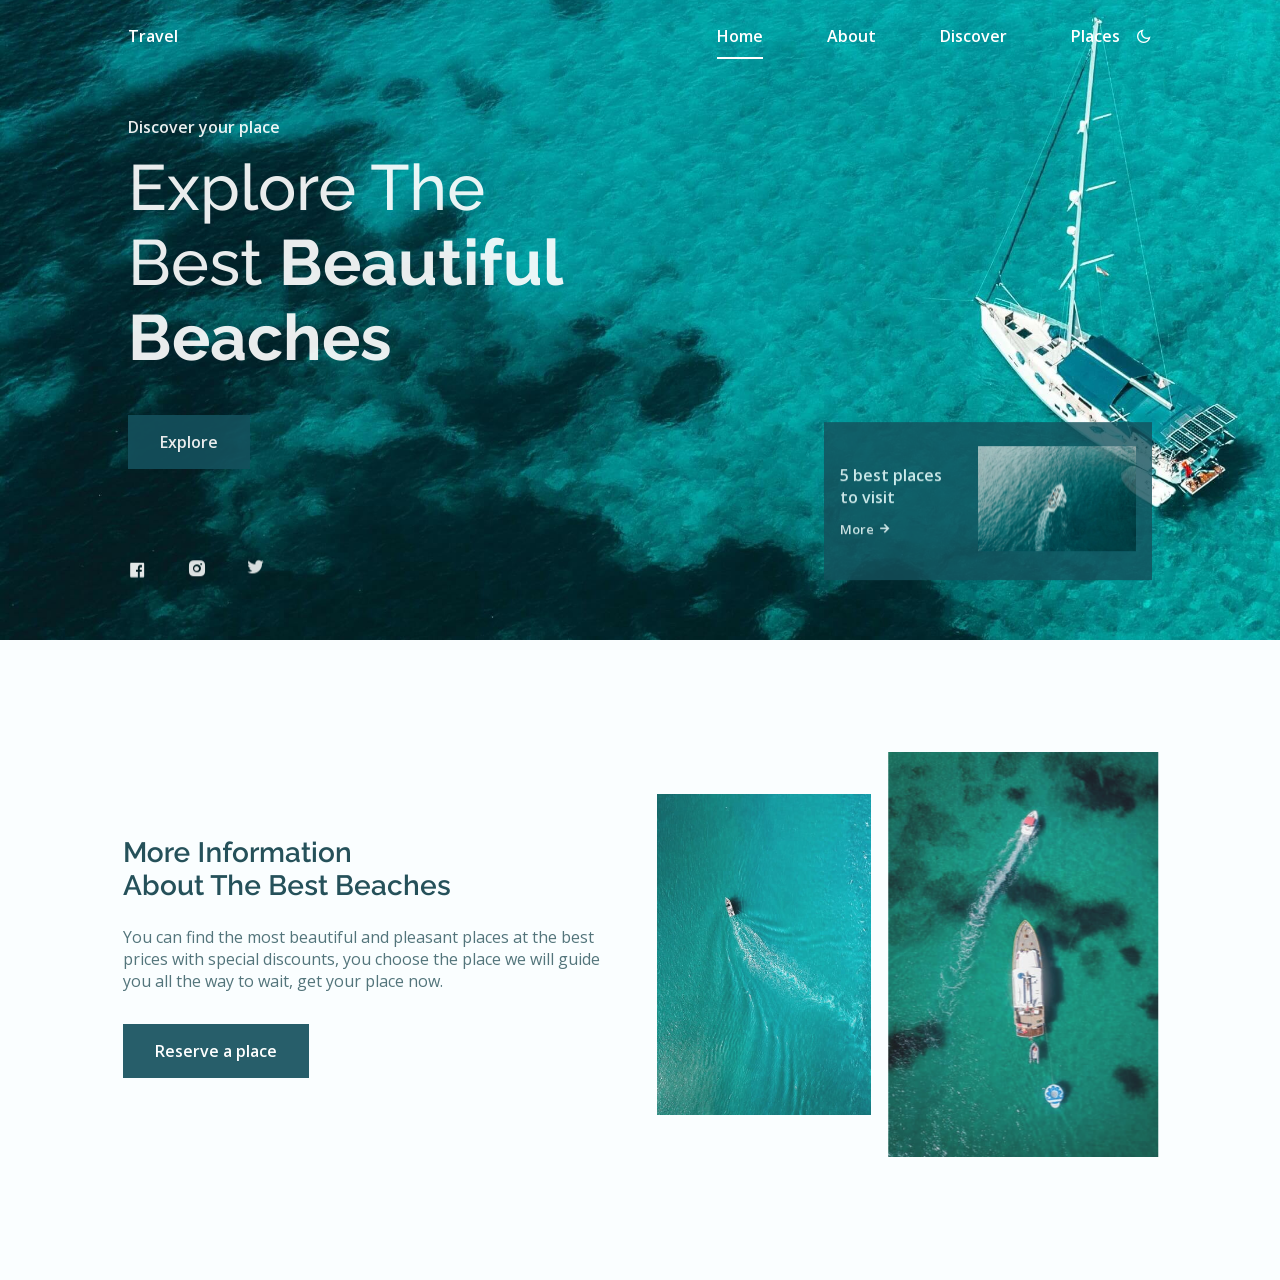 Travel
Home
About
Discover
Places
Discover your place
Explore The
Best Beautiful
Beaches
Explore
5 best places
to visit
More
More Information
About The Best Beaches
You can find the most beautiful and pleasant places at the best
prices with special discounts, you choose the place we will guide
you all the way to wait, get your place now.
Reserve a place